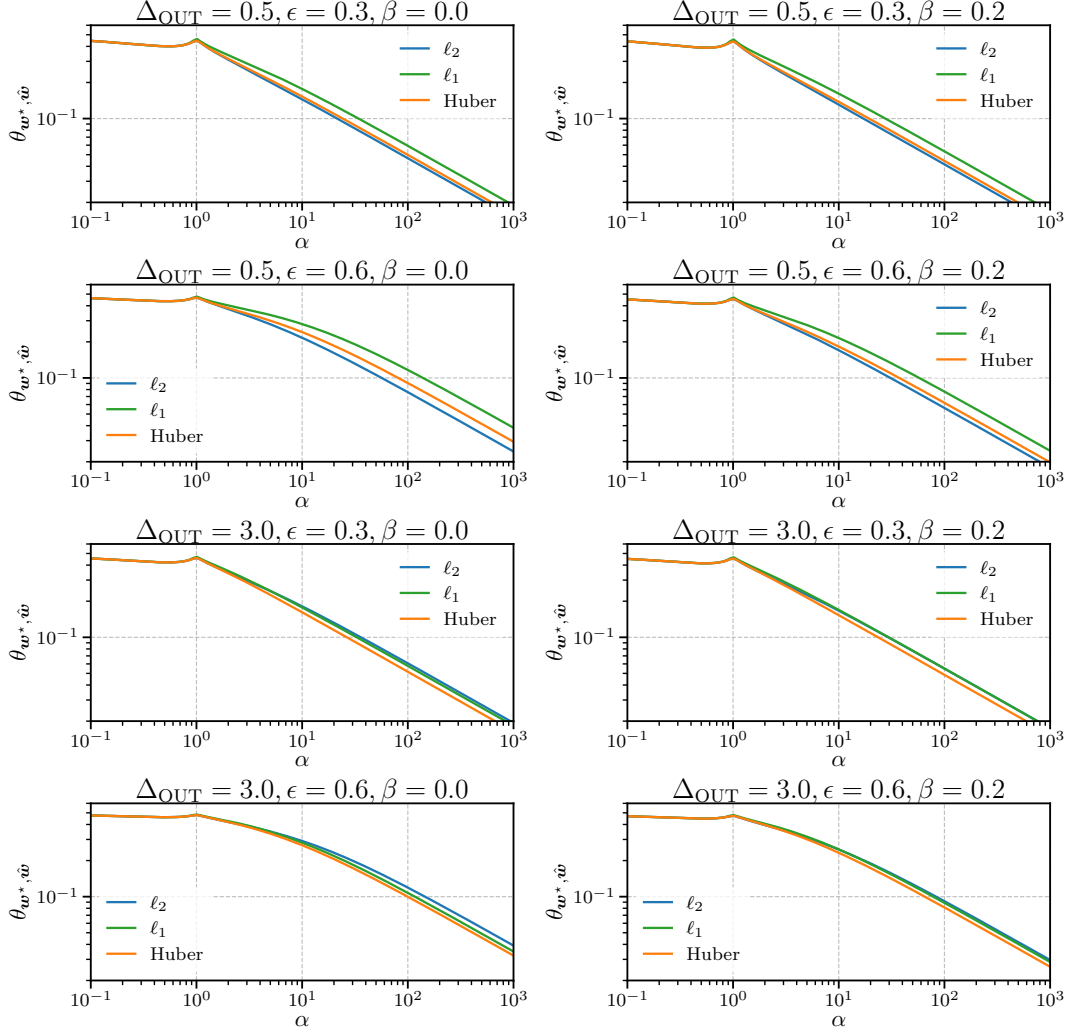 Δ_OUT = 0.5, ϵ = 0.3, β = 0.0
θ_{w⋆, ŵ}
10⁻¹
ℓ₂
ℓ₁
Huber
10⁻¹ 10⁰ 10¹ 10² 10³
α
Δ_OUT = 0.5, ϵ = 0.3, β = 0.2
θ_{w⋆, ŵ}
10⁻¹
ℓ₂
ℓ₁
Huber
10⁻¹ 10⁰ 10¹ 10² 10³
α
Δ_OUT = 0.5, ϵ = 0.6, β = 0.0
θ_{w⋆, ŵ}
10⁻¹
ℓ₂
ℓ₁
Huber
10⁻¹ 10⁰ 10¹ 10² 10³
α
Δ_OUT = 0.5, ϵ = 0.6, β = 0.2
θ_{w⋆, ŵ}
10⁻¹
ℓ₂
ℓ₁
Huber
10⁻¹ 10⁰ 10¹ 10² 10³
α
Δ_OUT = 3.0, ϵ = 0.3, β = 0.0
θ_{w⋆, ŵ}
10⁻¹
ℓ₂
ℓ₁
Huber
10⁻¹ 10⁰ 10¹ 10² 10³
α
Δ_OUT = 3.0, ϵ = 0.3, β = 0.2
θ_{w⋆, ŵ}
10⁻¹
ℓ₂
ℓ₁
Huber
10⁻¹ 10⁰ 10¹ 10² 10³
α
Δ_OUT = 3.0, ϵ = 0.6, β = 0.0
θ_{w⋆, ŵ}
10⁻¹
ℓ₂
ℓ₁
Huber
10⁻¹ 10⁰ 10¹ 10² 10³
α
Δ_OUT = 3.0, ϵ = 0.6, β = 0.2
θ_{w⋆, ŵ}
10⁻¹
ℓ₂
ℓ₁
Huber
10⁻¹ 10⁰ 10¹ 10² 10³
α